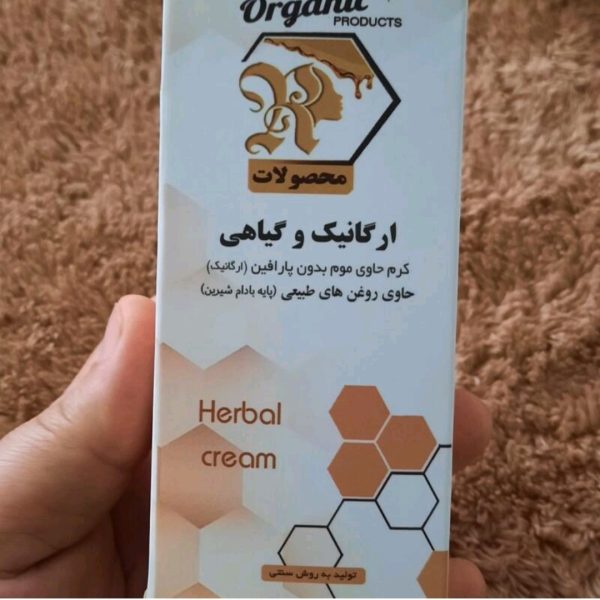 Organic
PRODUCTS
محصولات
ارگانیک و گیاهی
کرم حاوی موم بدون پارافین (ارگانیک)
حاوی روغن های طبیعی (پایه بادام شیرین)
Herbal
cream
تولید به روش سنتی